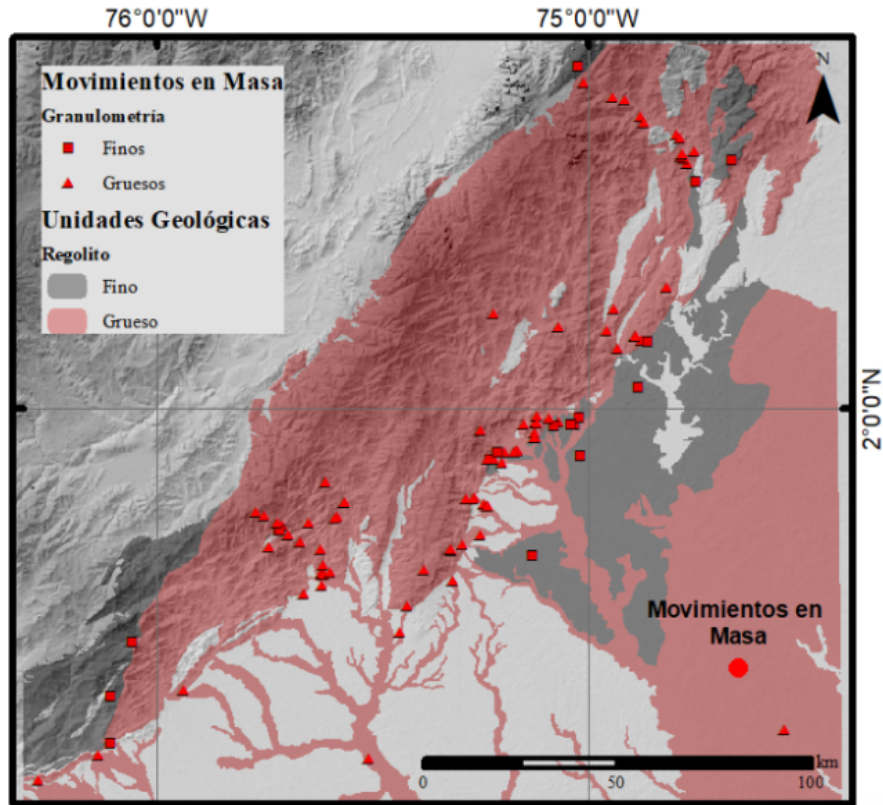 76°0'0"W
75°0'0"W
Movimientos en Masa
Granulometría
Finos
Gruesos
Unidades Geológicas
Regolito
Fino
Grueso
N
2°0'0"N
Movimientos en
Masa
km
0
50
100